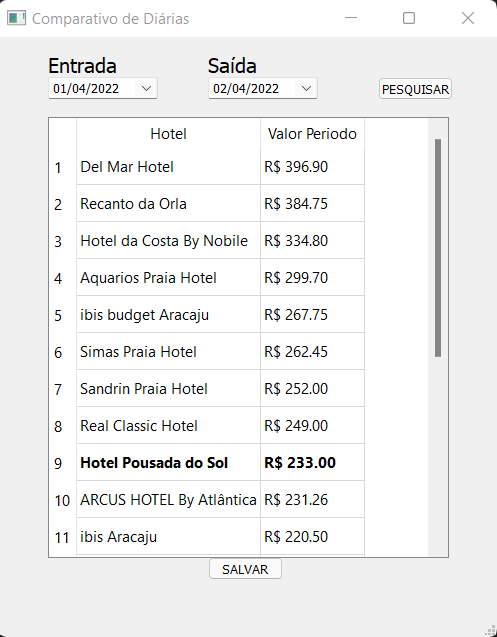 Comparativo de Diárias
Entrada Saída
01/04/2022 02/04/2022 PESQUISAR
Hotel Valor Periodo
1 Del Mar Hotel R$ 396.90
2 Recanto da Orla R$ 384.75
3 Hotel da Costa By Nobile R$ 334.80
4 Aquarios Praia Hotel R$ 299.70
5 ibis budget Aracaju R$ 267.75
6 Simas Praia Hotel R$ 262.45
7 Sandrin Praia Hotel R$ 252.00
8 Real Classic Hotel R$ 249.00
9 Hotel Pousada do Sol R$ 233.00
10 ARCUS HOTEL By Atlântica R$ 231.26
11 ibis Aracaju R$ 220.50
SALVAR